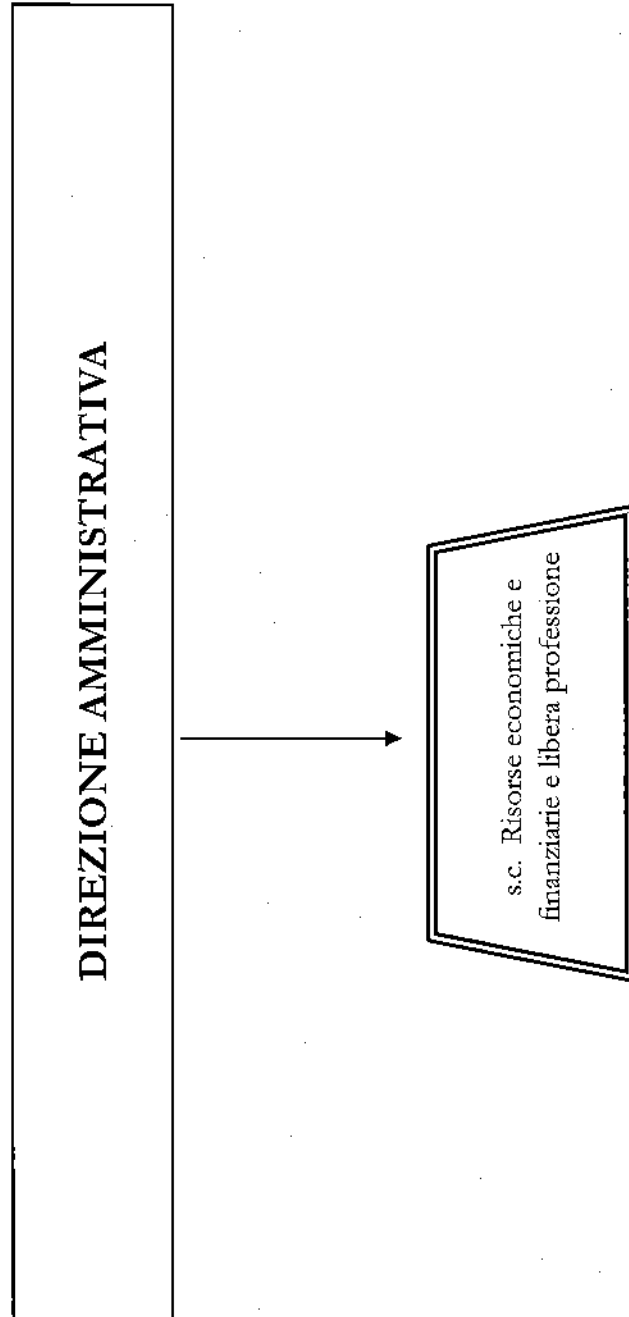 DIREZIONE AMMINISTRATIVA
s.c. Risorse economiche e
finanziarie e libera professione